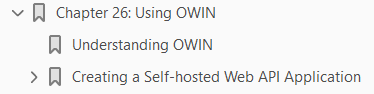 Chapter 26: Using OWIN
Understanding OWIN
Creating a Self-hosted Web API Application